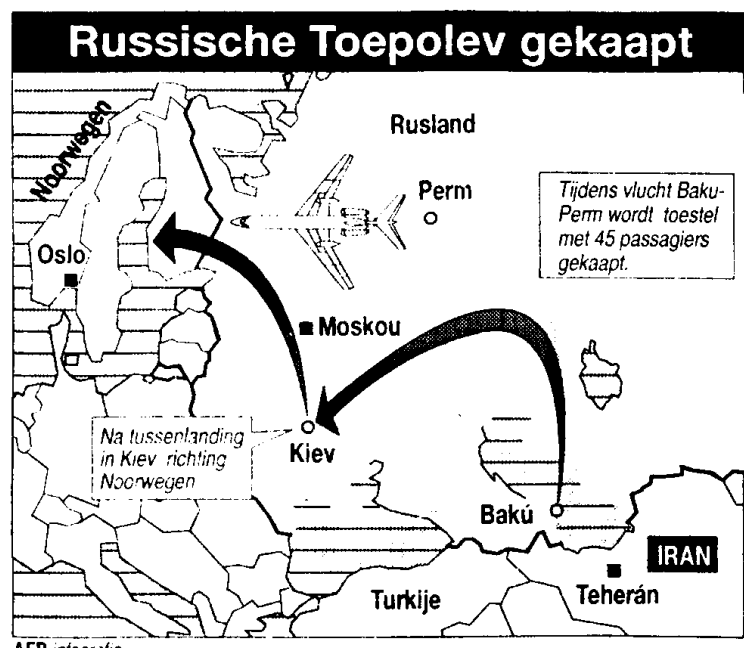 Russische Toepolev gekaapt
Noorwegen
Rusland
Perm
Tijdens vlucht Baku-
Perm wordt toestel
met 45 passagiers
gekaapt.
Oslo
Moskou
Na tussenlanding
in Kiev richting
Noorwegen
Kiev
Bakú
IRAN
Turkije
Teherán